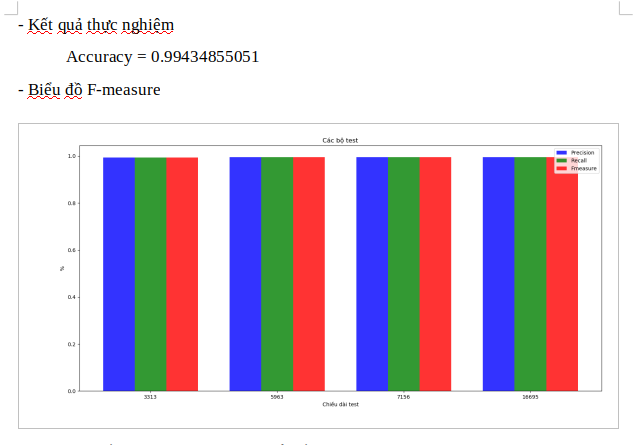 - Kết quả thực nghiệm
Accuracy = 0.99434855051
- Biểu đồ F-measure
Các bộ test
Precision
Recall
Fmeasure
1.0
0.8
0.6
0.4
0.2
0.0
%
3313
5963
7156
16695
Chiều dài test